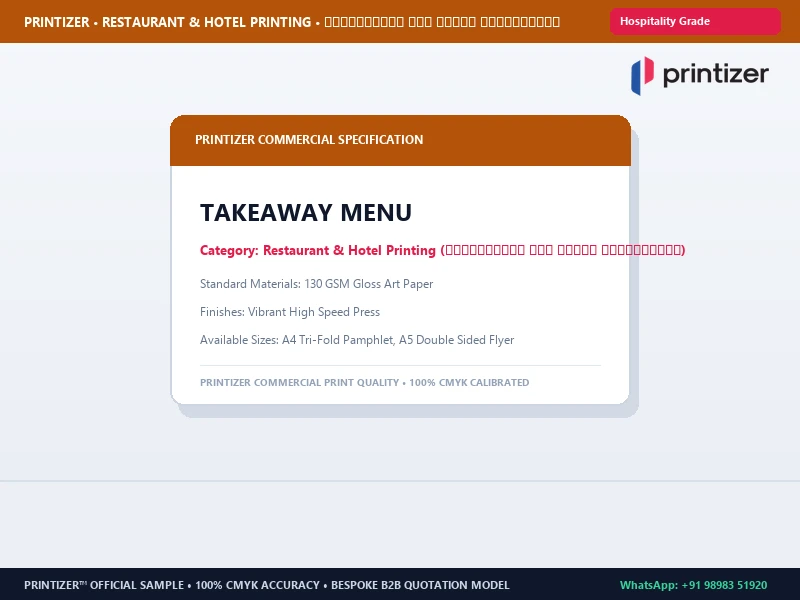 PRINTIZER • RESTAURANT & HOTEL PRINTING •
Hospitality Grade
printizer
PRINTIZER COMMERCIAL SPECIFICATION
TAKEAWAY MENU
Category: Restaurant & Hotel Printing
Standard Materials: 130 GSM Gloss Art Paper
Finishes: Vibrant High Speed Press
Available Sizes: A4 Tri-Fold Pamphlet, A5 Double Sided Flyer
PRINTIZER COMMERCIAL PRINT QUALITY • 100% CMYK CALIBRATED
PRINTIZER™ OFFICIAL SAMPLE • 100% CMYK ACCURACY • BESPOKE B2B QUOTATION MODEL
WhatsApp: +91 98983 51920